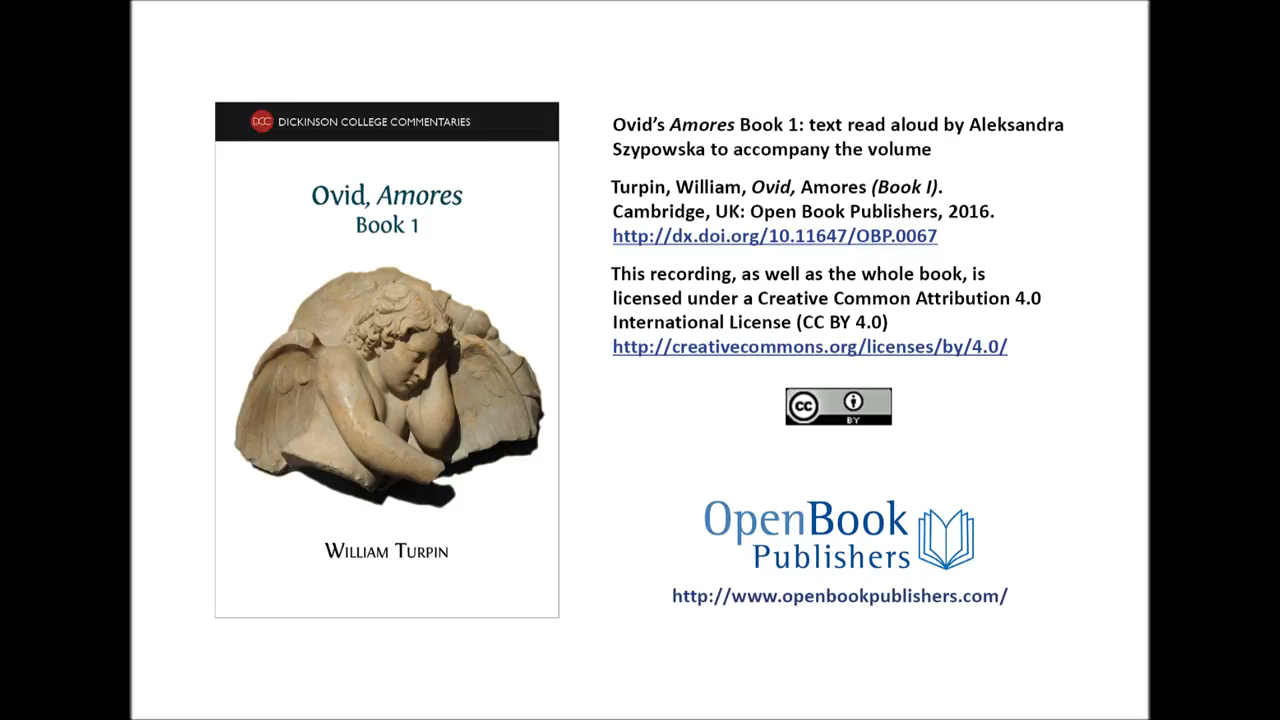 DCC DICKINSON COLLEGE COMMENTARIES
Ovid, Amores
Book 1
WILLIAM TURPIN
Ovid’s Amores Book 1: text read aloud by Aleksandra
Szypowska to accompany the volume
Turpin, William, Ovid, Amores (Book I).
Cambridge, UK: Open Book Publishers, 2016.
http://dx.doi.org/10.11647/OBP.0067
This recording, as well as the whole book, is
licensed under a Creative Common Attribution 4.0
International License (CC BY 4.0)
http://creativecommons.org/licenses/by/4.0/
cc
BY
OpenBook
Publishers
http://www.openbookpublishers.com/